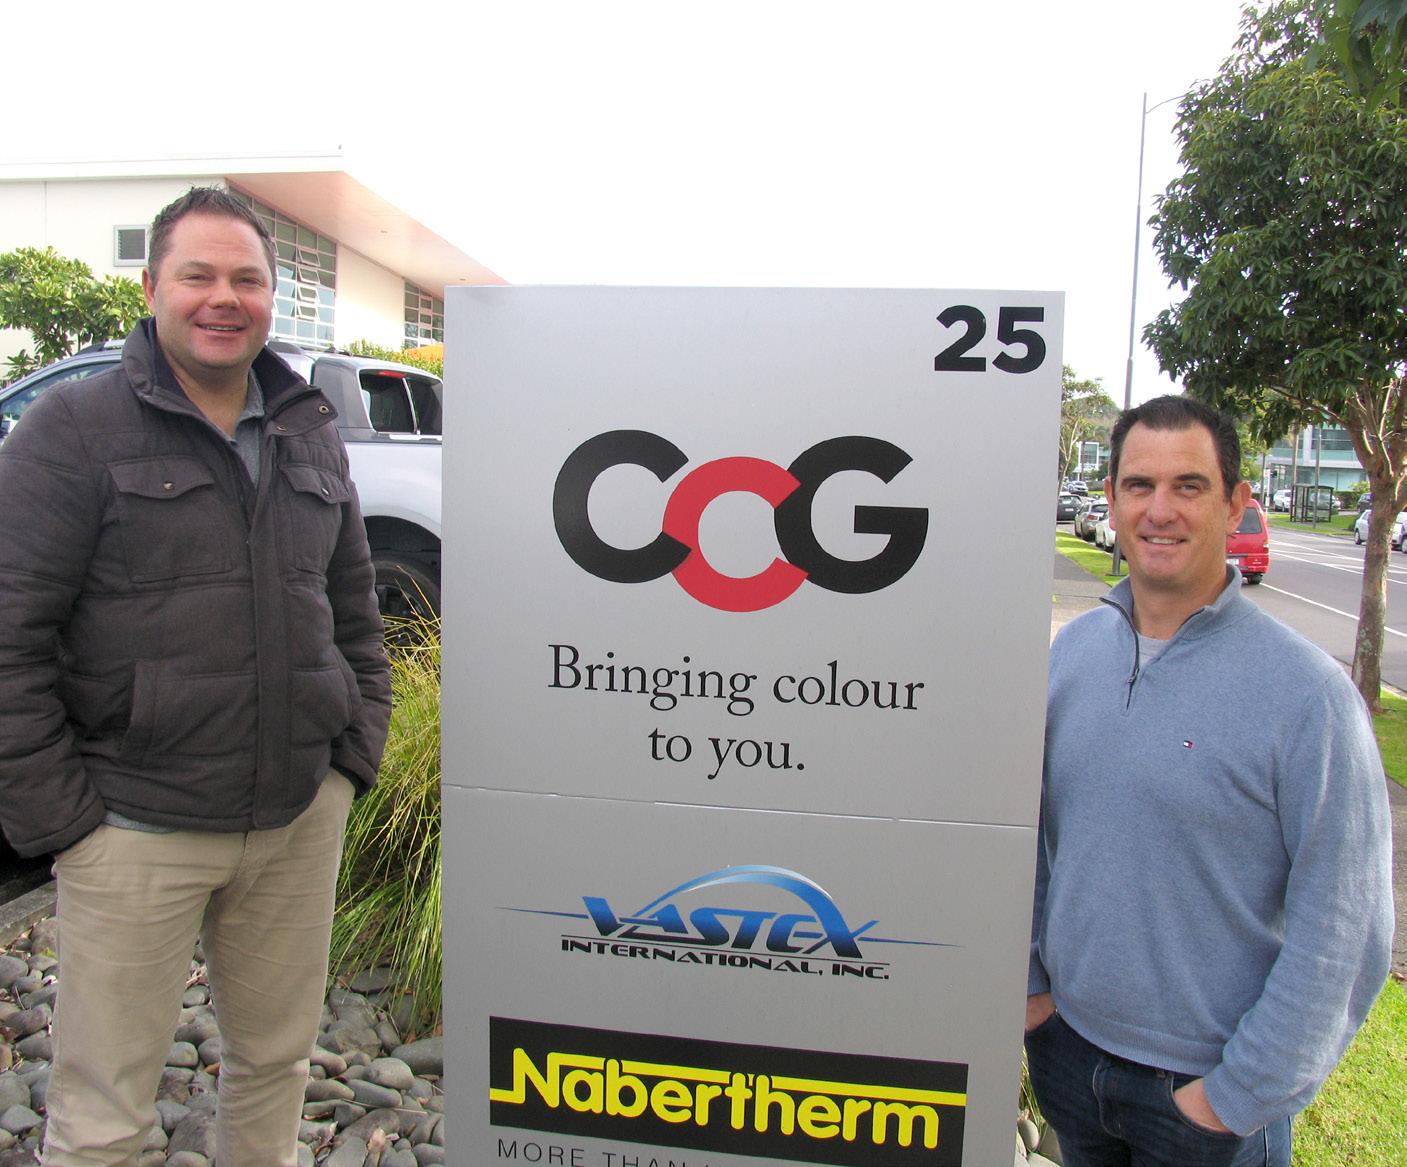 25
CCG
Bringing colour
to you.
VASTEX
INTERNATIONAL, INC.
Nabertherm
MORE THAN